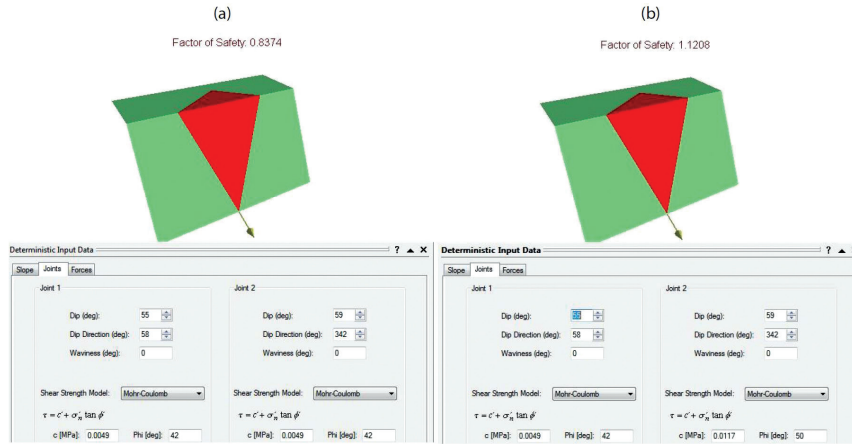 (a)
Factor of Safety: 0.8374
Deterministic Input Data ? ▲ ✕
Slope Joints Forces
Joint 1 Joint 2
Dip (deg): 55 Dip (deg): 59
Dip Direction (deg): 58 Dip Direction (deg): 342
Waviness (deg): 0 Waviness (deg): 0
Shear Strength Model: Mohr-Coulomb Shear Strength Model: Mohr-Coulomb
τ = c' + σ'ₙ tan ϕ' τ = c' + σ'ₙ tan ϕ'
c [MPa]: 0.0049 Phi [deg]: 42 c [MPa]: 0.0049 Phi [deg]: 42
(b)
Factor of Safety: 1.1208
Deterministic Input Data ? ▲ ✕
Slope Joints Forces
Joint 1 Joint 2
Dip (deg): 55 Dip (deg): 59
Dip Direction (deg): 58 Dip Direction (deg): 342
Waviness (deg): 0 Waviness (deg): 0
Shear Strength Model: Mohr-Coulomb Shear Strength Model: Mohr-Coulomb
τ = c' + σ'ₙ tan ϕ' τ = c' + σ'ₙ tan ϕ'
c [MPa]: 0.0049 Phi [deg]: 42 c [MPa]: 0.0117 Phi [deg]: 50